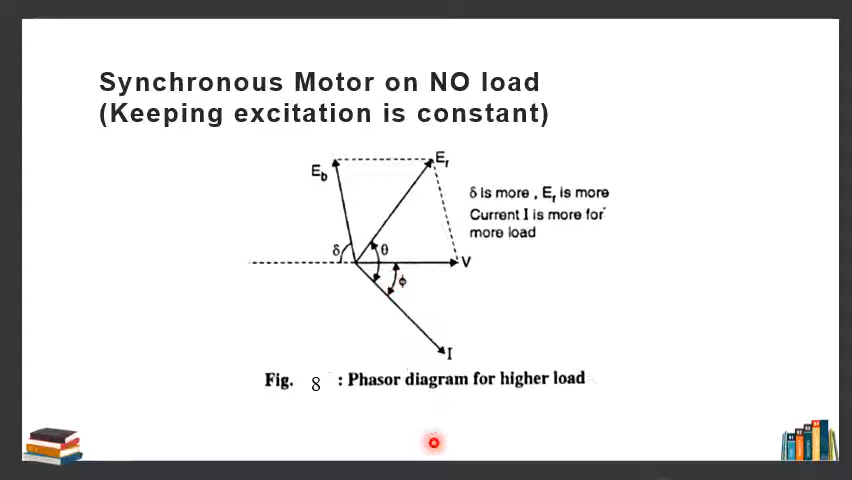 Synchronous Motor on NO load
(Keeping excitation is constant)
E_b
E_r
δ Is more , E_r is more
Current I is more for
more load
δ
θ
V
ϕ
I
Fig. 8 : Phasor diagram for higher load